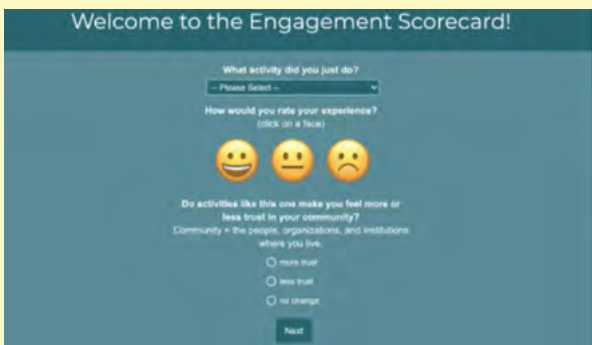 Welcome to the Engagement Scorecard!
What activity did you just do?
-- Please Select --
How would you rate your experience?
(click on a face)
Do activities like this one make you feel more or
less trust in your community?
Community = the people, organizations, and institutions
where you live.
more trust
less trust
no change
Next